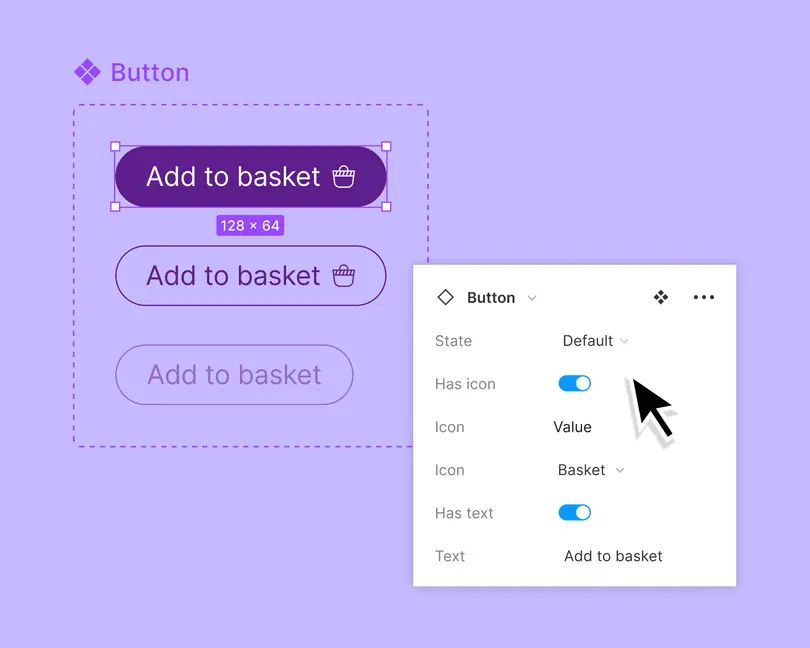 Button
Add to basket
128 × 64
Add to basket
Add to basket
Button
State Default
Has icon
Icon Value
Icon Basket
Has text
Text Add to basket